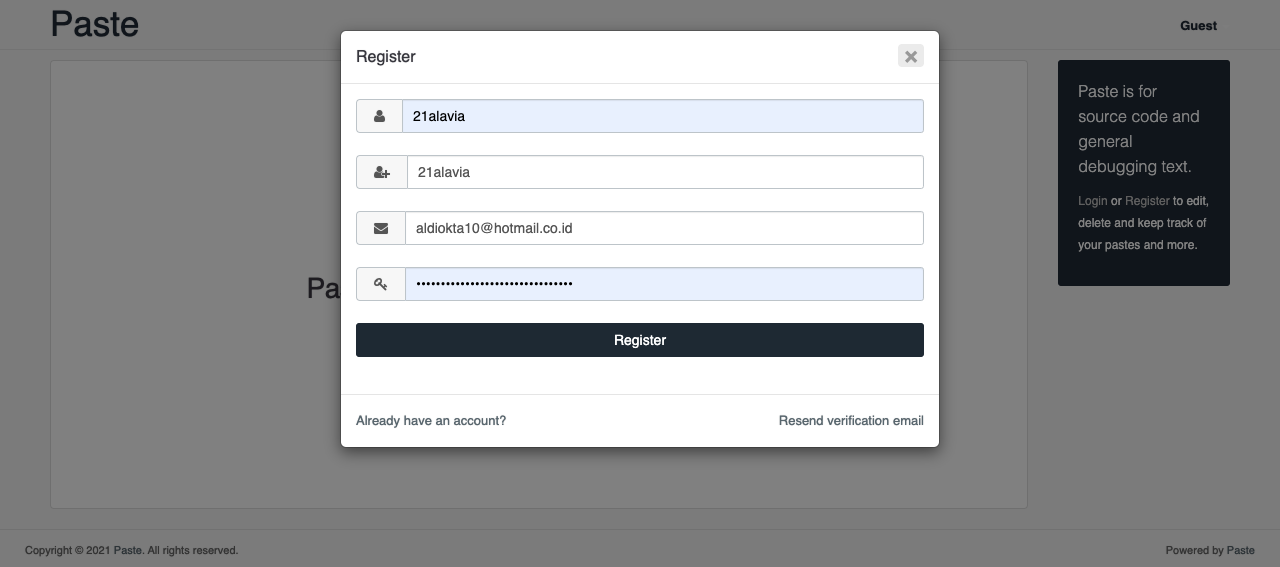 Paste
Guest
Register
21alavia
21alavia
aldiokta10@hotmail.co.id
Register
Already have an account?
Resend verification email
Pa
Paste is for
source code and
general
debugging text.
Login or Register to edit,
delete and keep track of
your pastes and more.
Copyright © 2021 Paste. All rights reserved.
Powered by Paste